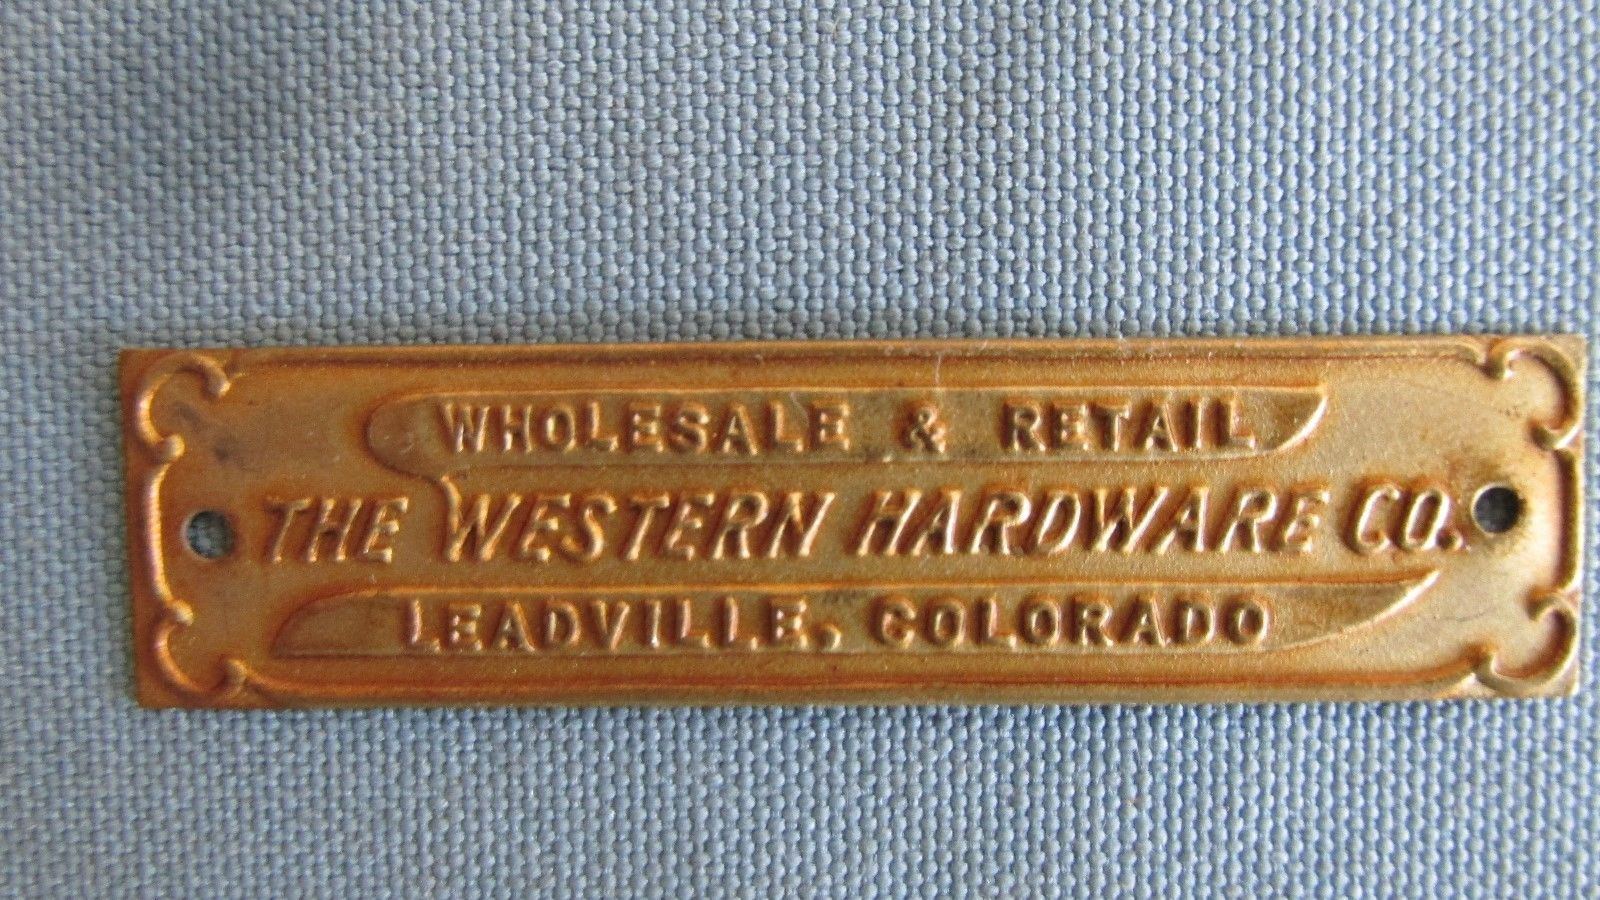 WHOLESALE & RETAIL
THE WESTERN HARDWARE CO.
LEADVILLE, COLORADO